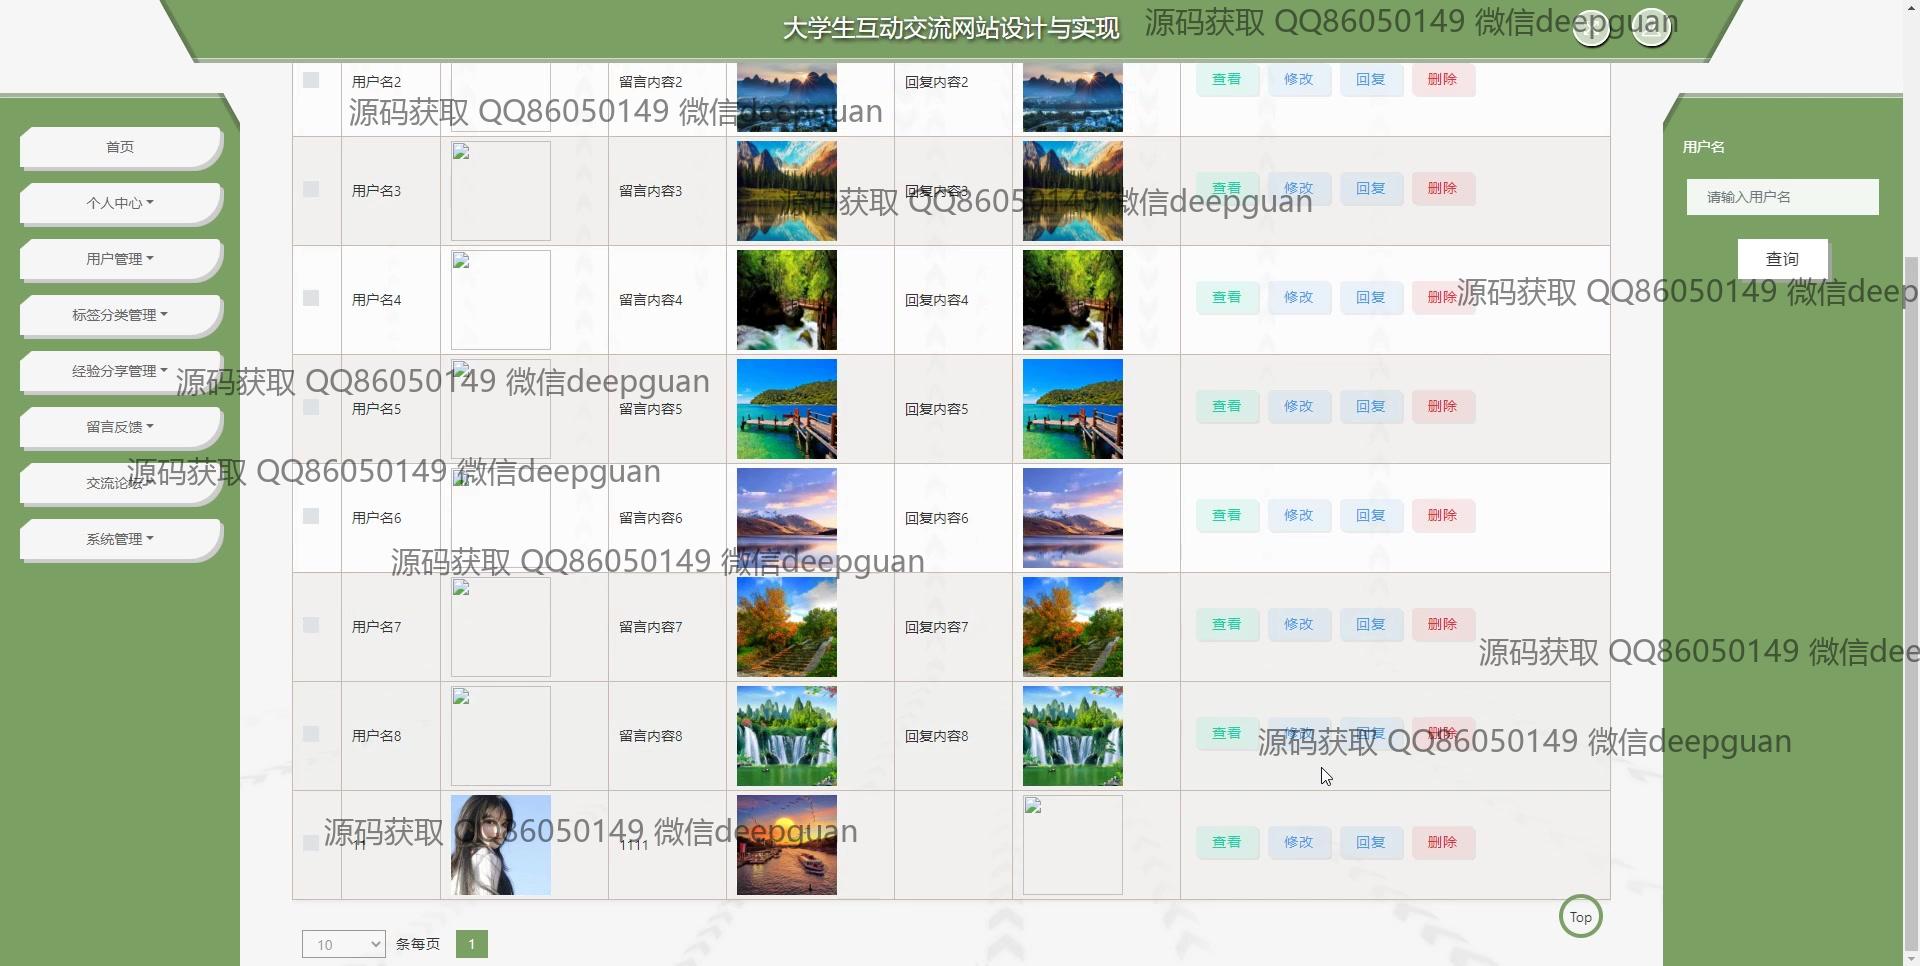 大学生互动交流网站设计与实现
源码获取 QQ86050149 微信deepguan
用户名2 留言内容2 回复内容2 查看 修改 回复 删除
源码获取 QQ86050149 微信deepguan
首页
用户名
用户名3 留言内容3 回复内容3 查看 修改 回复 删除
源码获取 QQ86050149 微信deepguan
请输入用户名
个人中心
查询
用户管理
用户名4 留言内容4 回复内容4 查看 修改 回复 删除
源码获取 QQ86050149 微信deep
标签分类管理
经验分享管理
源码获取 QQ86050149 微信deepguan
用户名5 留言内容5 回复内容5 查看 修改 回复 删除
留言反馈
源码获取 QQ86050149 微信deepguan
交流论坛
用户名6 留言内容6 回复内容6 查看 修改 回复 删除
系统管理
源码获取 QQ86050149 微信deepguan
用户名7 留言内容7 回复内容7 查看 修改 回复 删除
源码获取 QQ86050149 微信dee
用户名8 留言内容8 回复内容8 查看 修改 回复 删除
源码获取 QQ86050149 微信deepguan
源码获取 QQ86050149 微信deepguan
11 1111 查看 修改 回复 删除
Top
10 条每页 1